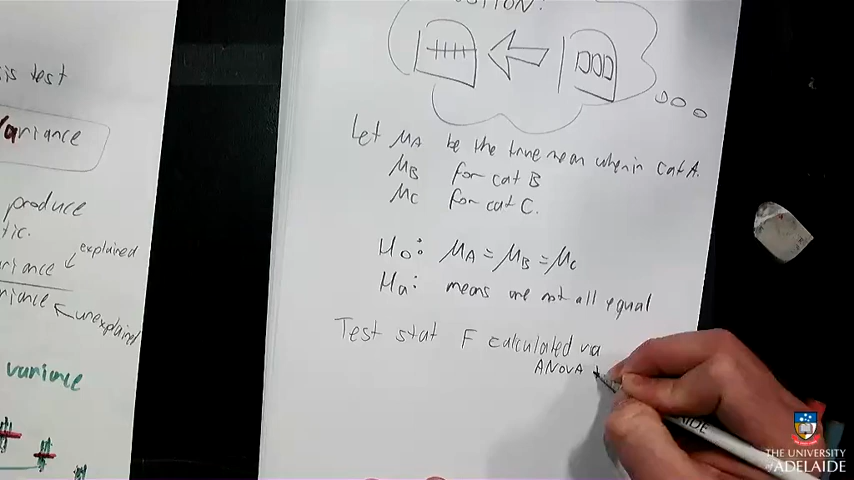 is test
Variance
produce
tic.
explained
riance
riance
unexplained
variance
OSITION:
Let μA be the true mean when in cat A.
μB for cat B
μC for cat C.
H0: μA = μB = μC
Ha: means are not all equal
Test stat F calculated via
ANOVA
THE UNIVERSITY
of ADELAIDE